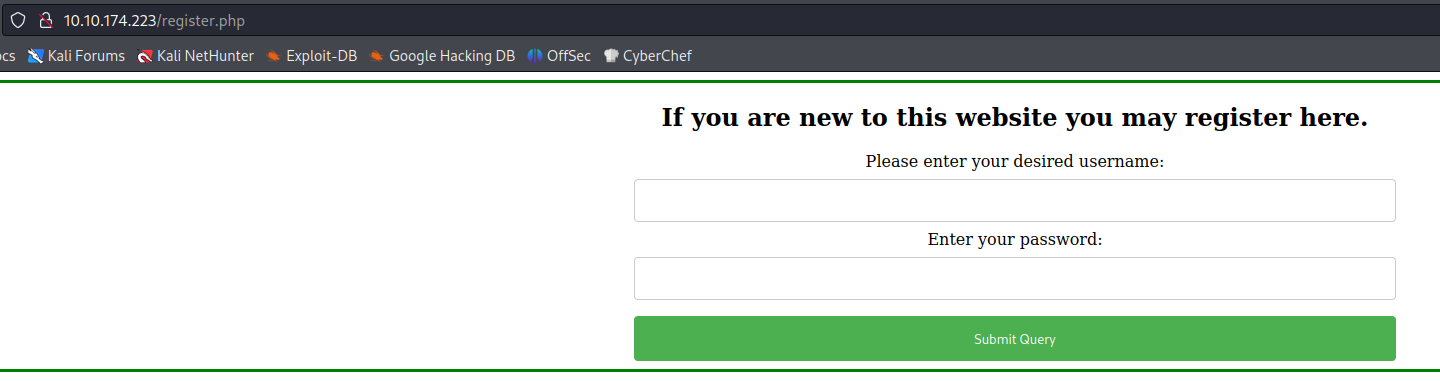 10.10.174.223/register.php
ocs Kali Forums Kali NetHunter Exploit-DB Google Hacking DB OffSec CyberChef
If you are new to this website you may register here.
Please enter your desired username:
Enter your password:
Submit Query